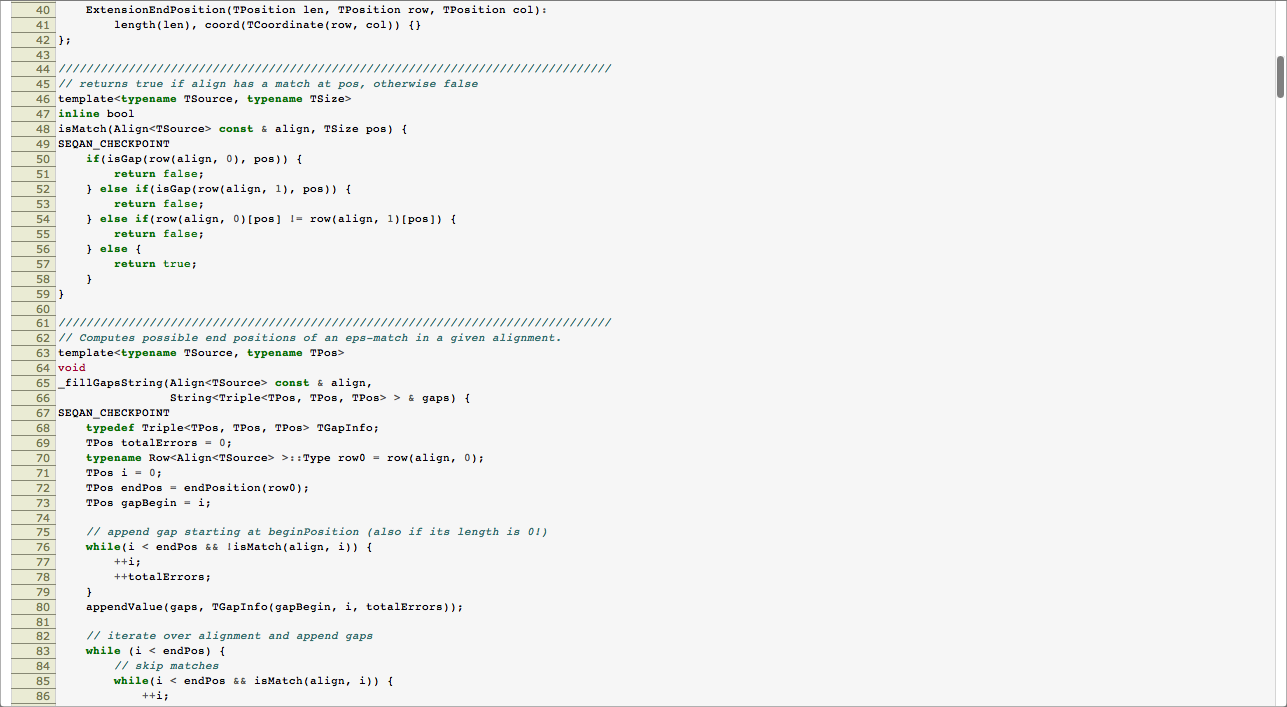 40 ExtensionEndPosition(TPosition len, TPosition row, TPosition col):
41 length(len), coord(TCoordinate(row, col)) {}
42 };
43
44 ///////////////////////////////////////////////////////////////////////////////
45 // returns true if align has a match at pos, otherwise false
46 template<typename TSource, typename TSize>
47 inline bool
48 isMatch(Align<TSource> const & align, TSize pos) {
49 SEQAN_CHECKPOINT
50 if(isGap(row(align, 0), pos)) {
51 return false;
52 } else if(isGap(row(align, 1), pos)) {
53 return false;
54 } else if(row(align, 0)[pos] != row(align, 1)[pos]) {
55 return false;
56 } else {
57 return true;
58 }
59 }
60
61 ///////////////////////////////////////////////////////////////////////////////
62 // Computes possible end positions of an eps-match in a given alignment.
63 template<typename TSource, typename TPos>
64 void
65 _fillGapsString(Align<TSource> const & align,
66 String<Triple<TPos, TPos, TPos> > & gaps) {
67 SEQAN_CHECKPOINT
68 typedef Triple<TPos, TPos, TPos> TGapInfo;
69 TPos totalErrors = 0;
70 typename Row<Align<TSource> >::Type row0 = row(align, 0);
71 TPos i = 0;
72 TPos endPos = endPosition(row0);
73 TPos gapBegin = i;
74
75 // append gap starting at beginPosition (also if its length is 0!)
76 while(i < endPos && !isMatch(align, i)) {
77 ++i;
78 ++totalErrors;
79 }
80 appendValue(gaps, TGapInfo(gapBegin, i, totalErrors));
81
82 // iterate over alignment and append gaps
83 while (i < endPos) {
84 // skip matches
85 while(i < endPos && isMatch(align, i)) {
86 ++i;